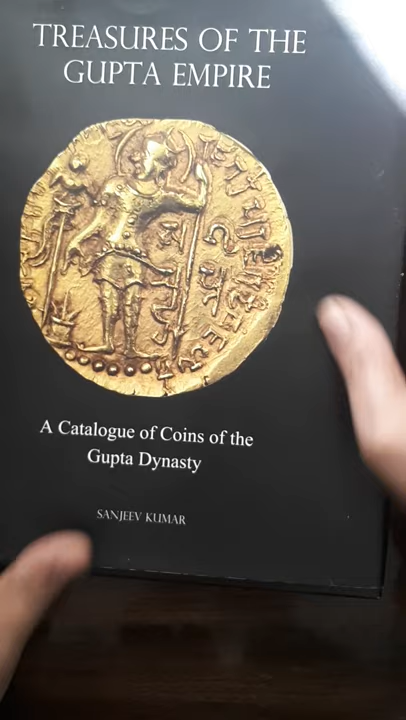 TREASURES OF THE
GUPTA EMPIRE
A Catalogue of Coins of the
Gupta Dynasty
SANJEEV KUMAR